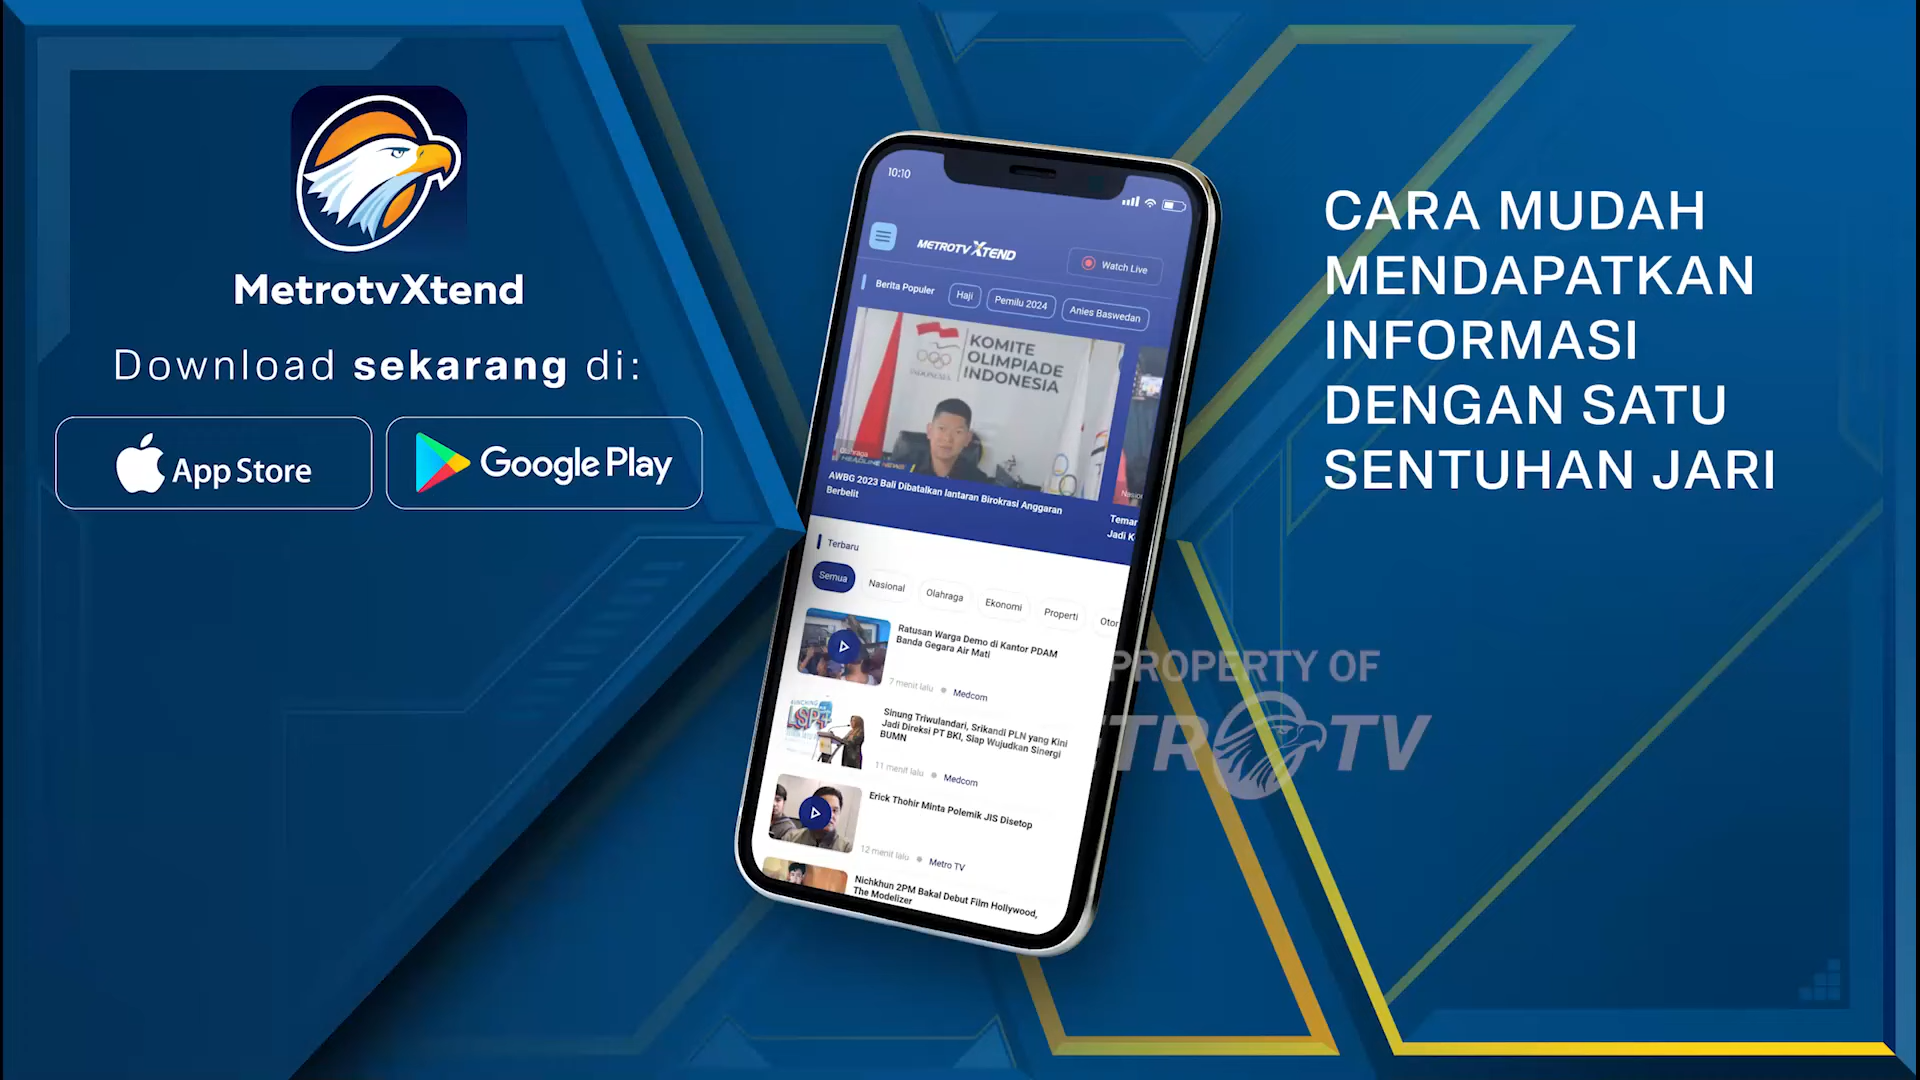 MetrotvXtend
Download sekarang di:
App Store
Google Play
10:10
METROTV XTEND
Watch Live
Berita Populer
Haji
Pemilu 2024
Anies Baswedan
KOMITE
OLIMPIADE
INDONESIA
Olahraga
HEADLINE NEWS
AWBG 2023 Bali Dibatalkan lantaran Birokrasi Anggaran
Berbelit
Terbaru
Semua
Nasional
Olahraga
Ekonomi
Properti
Ratusan Warga Demo di Kantor PDAM
Banda Gegara Air Mati
7 menit lalu
Medcom
Sinung Triwulandari, Srikandi PLN yang Kini
Jadi Direksi PT BKI, Siap Wujudkan Sinergi
BUMN
11 menit lalu
Medcom
Erick Thohir Minta Polemik JIS Disetop
12 menit lalu
Metro TV
Nichkhun 2PM Bakal Debut Film Hollywood,
The Modelizer
CARA MUDAH
MENDAPATKAN
INFORMASI
DENGAN SATU
SENTUHAN JARI
PROPERTY OF
TV